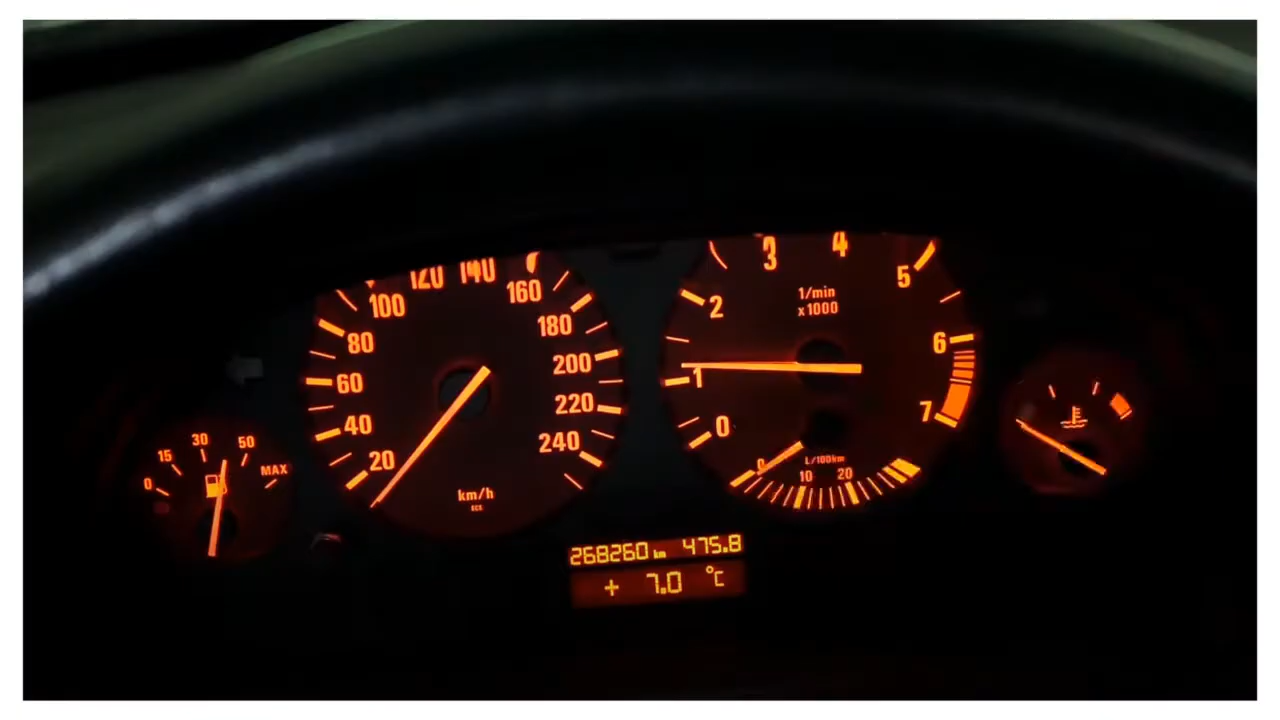 0 15 30 50 MAX
20 40 60 80 100 120 140 160 180 200 220 240
km/h
ECE
0 1 2 3 4 5 6 7
1/min
x1000
0 10 20
L/100km
268260 km 475.8
+ 7.0 °C